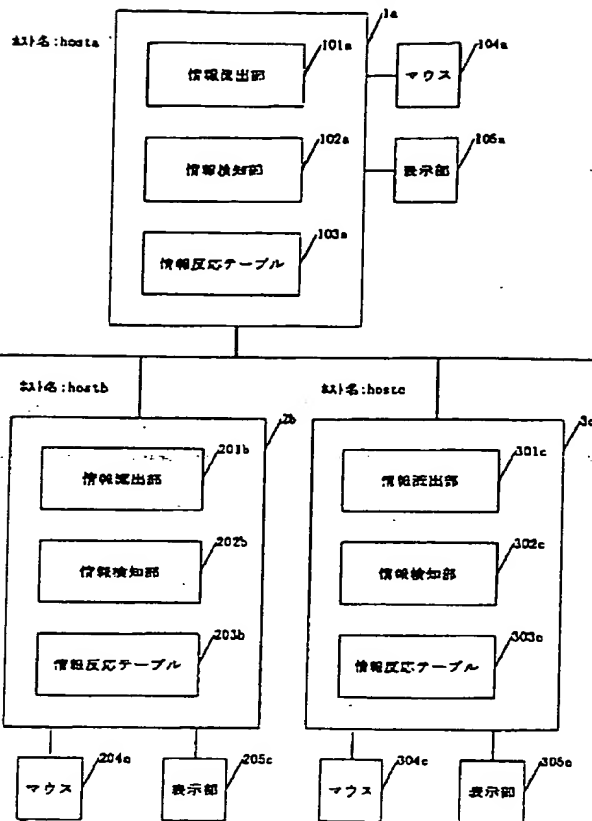 ホスト名:hosta
1a
情報流出部
101a
マウス
104a
情報検知部
102a
表示部
105a
情報反応テーブル
103a
ホスト名:hostb
2b
情報流出部
201b
情報検知部
202b
情報反応テーブル
203b
マウス
204a
表示部
205c
ホスト名:hostc
3c
情報流出部
301c
情報検知部
302c
情報反応テーブル
303c
マウス
304c
表示部
305c